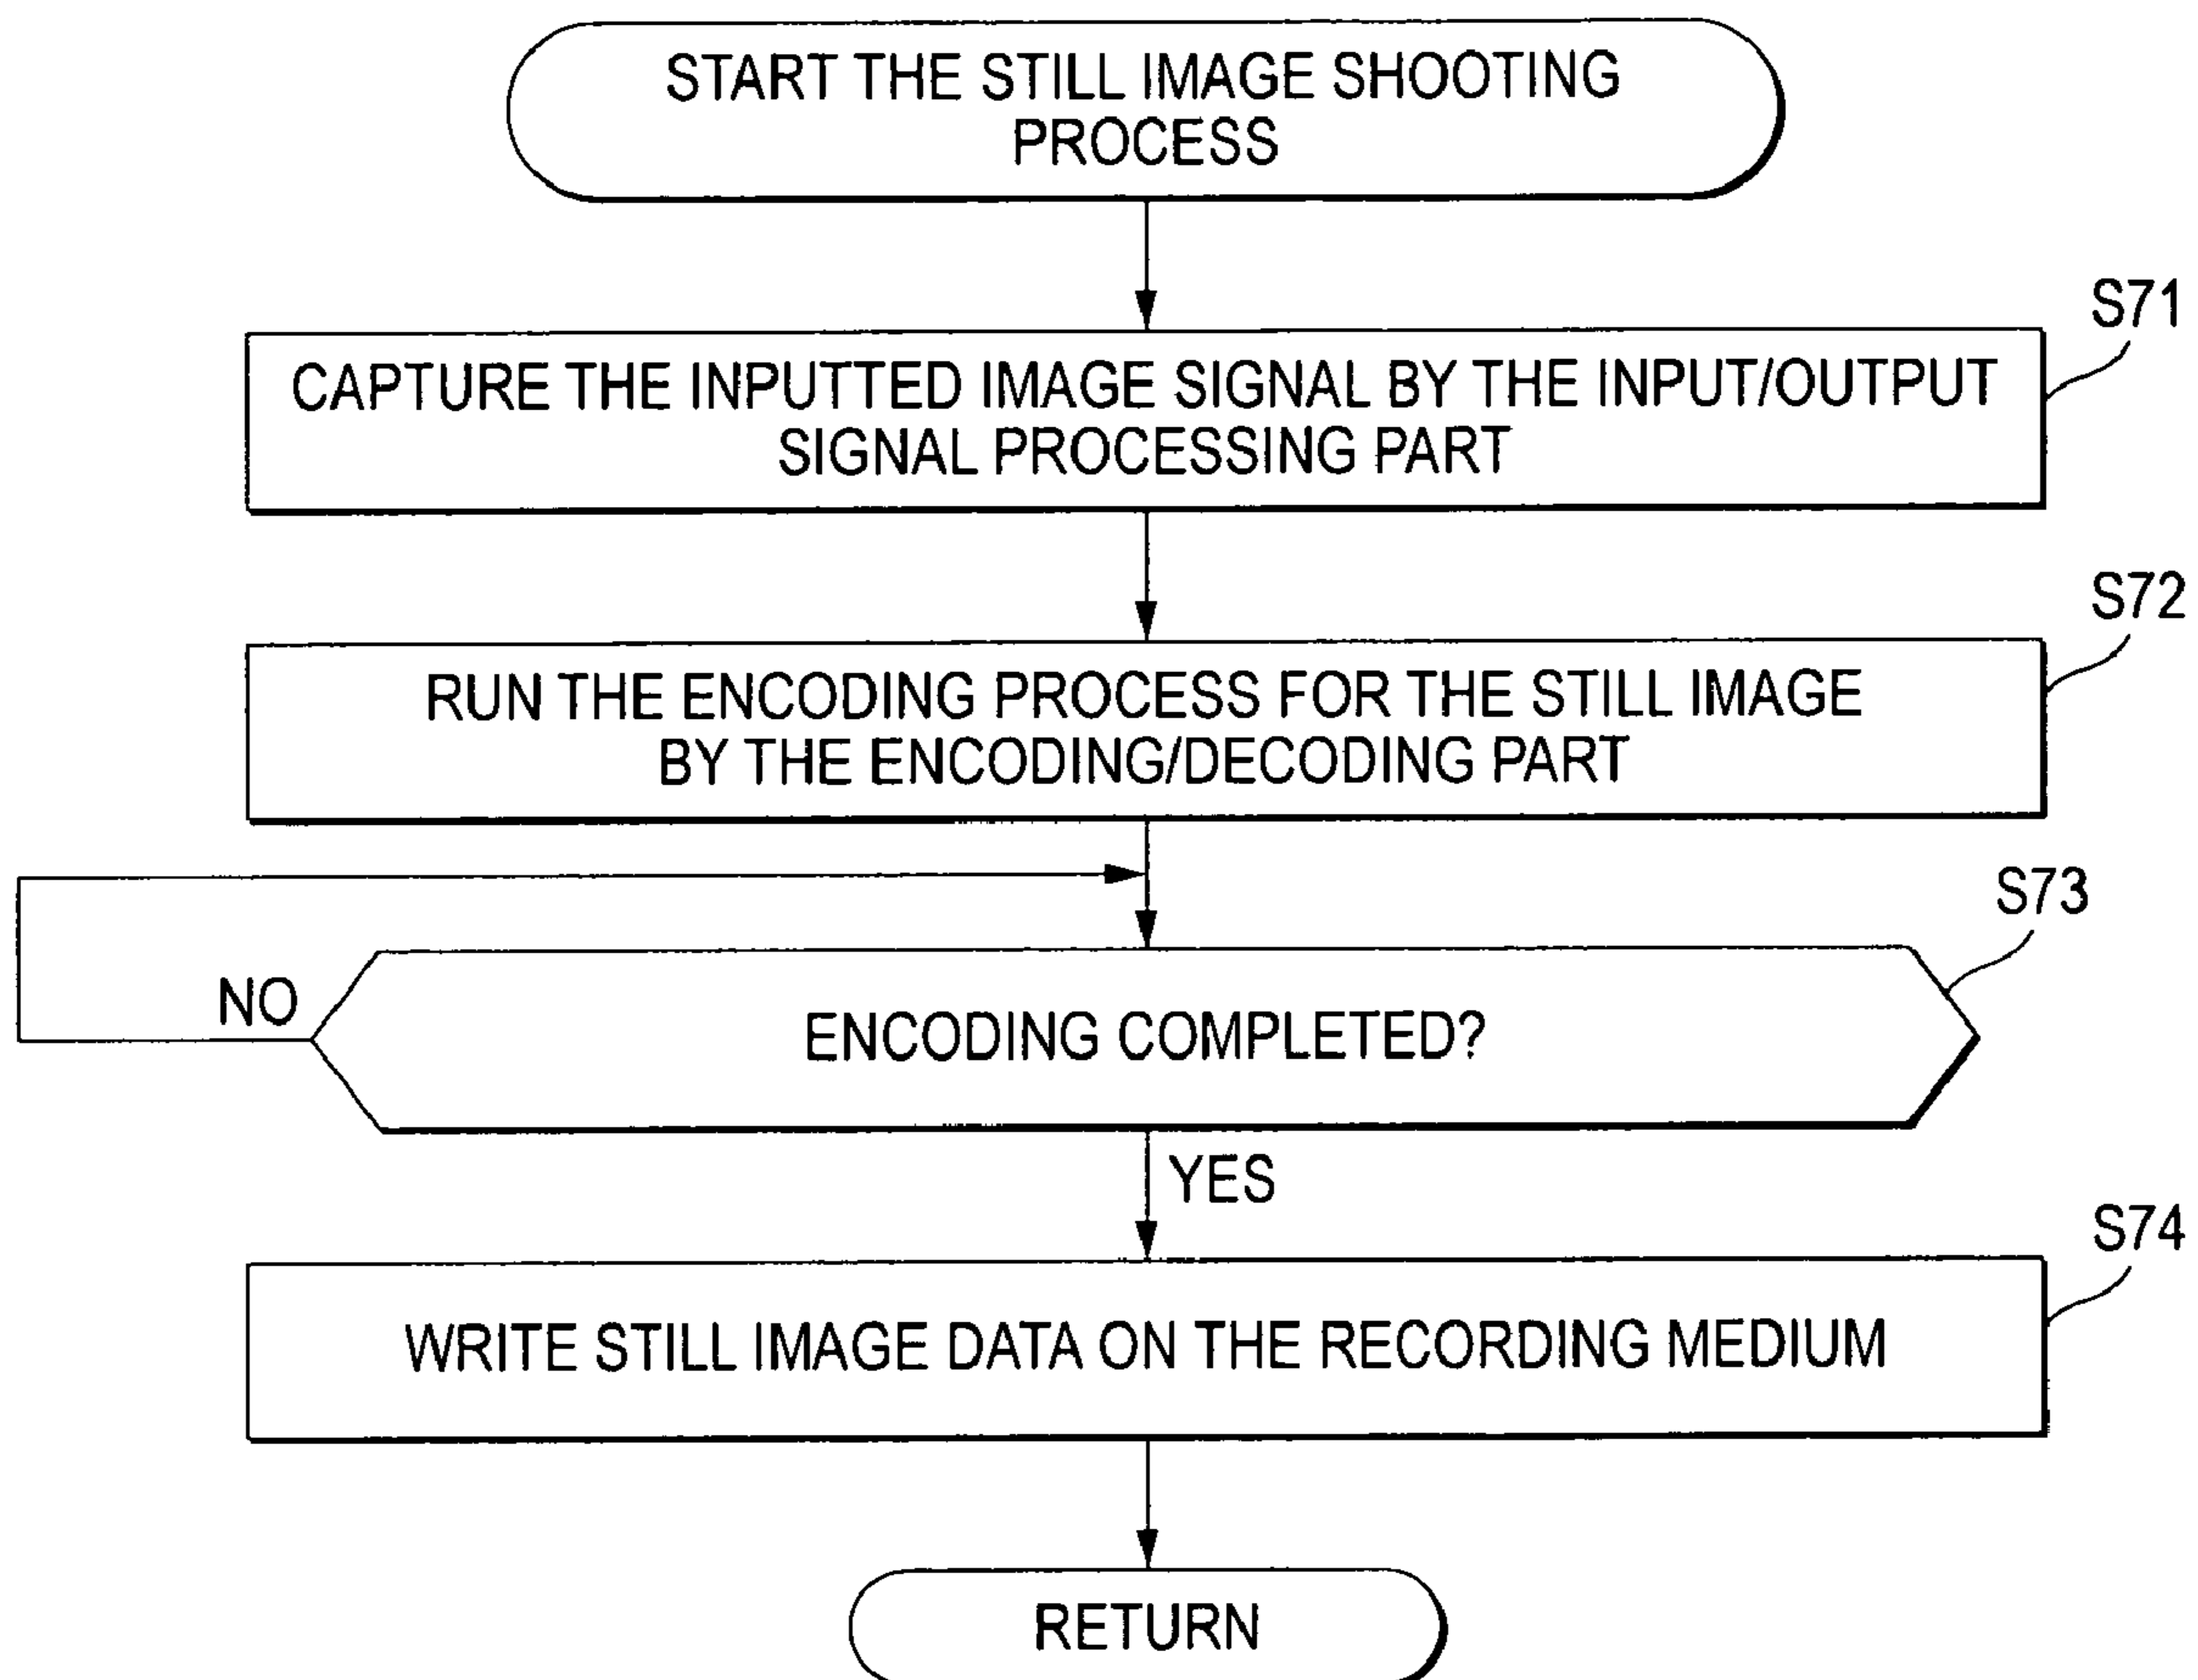 START THE STILL IMAGE SHOOTING
PROCESS
S71
CAPTURE THE INPUTTED IMAGE SIGNAL BY THE INPUT/OUTPUT
SIGNAL PROCESSING PART
S72
RUN THE ENCODING PROCESS FOR THE STILL IMAGE
BY THE ENCODING/DECODING PART
S73
NO
ENCODING COMPLETED?
YES
S74
WRITE STILL IMAGE DATA ON THE RECORDING MEDIUM
RETURN